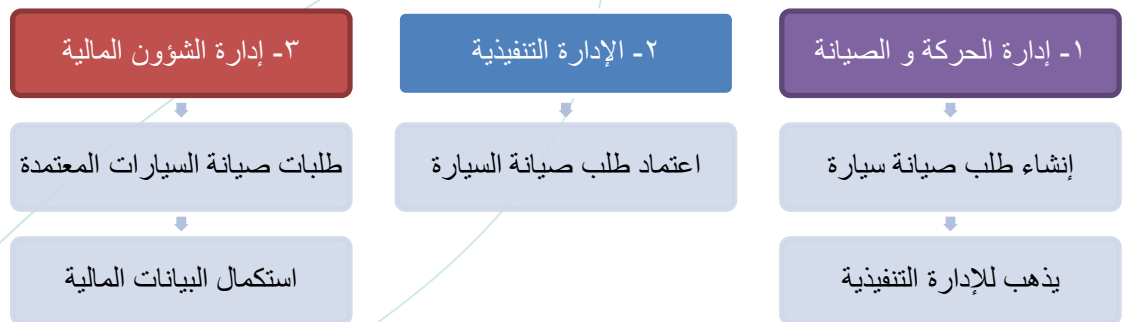 ١- إدارة الحركة و الصيانة
إنشاء طلب صيانة سيارة
يذهب للإدارة التنفيذية
٢- الإدارة التنفيذية
اعتماد طلب صيانة السيارة
٣- إدارة الشؤون المالية
طلبات صيانة السيارات المعتمدة
استكمال البيانات المالية